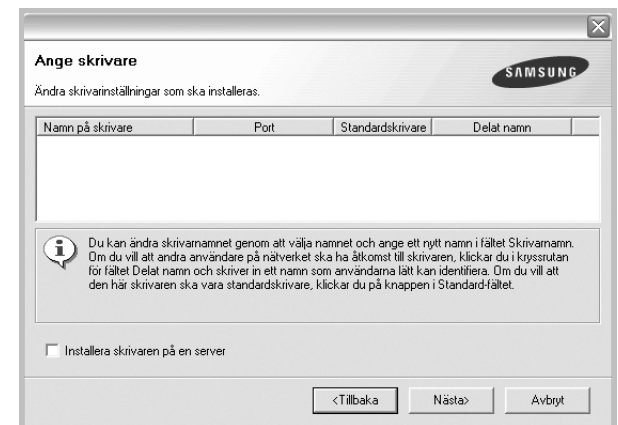 Ange skrivare
SAMSUNG
Ändra skrivarinställningar som ska installeras.
Namn på skrivare Port Standardskrivare Delat namn
Du kan ändra skrivarnamnet genom att välja namnet och ange ett nytt namn i fältet Skrivarnamn.
Om du vill att andra användare på nätverket ska ha åtkomst till skrivaren, klickar du i kryssrutan
för fältet Delat namn och skriver in ett namn som användarna lätt kan identifiera. Om du vill att
den här skrivaren ska vara standardskrivare, klickar du på knappen i Standard-fältet.
Installera skrivaren på en server
<Tillbaka Nästa> Avbryt